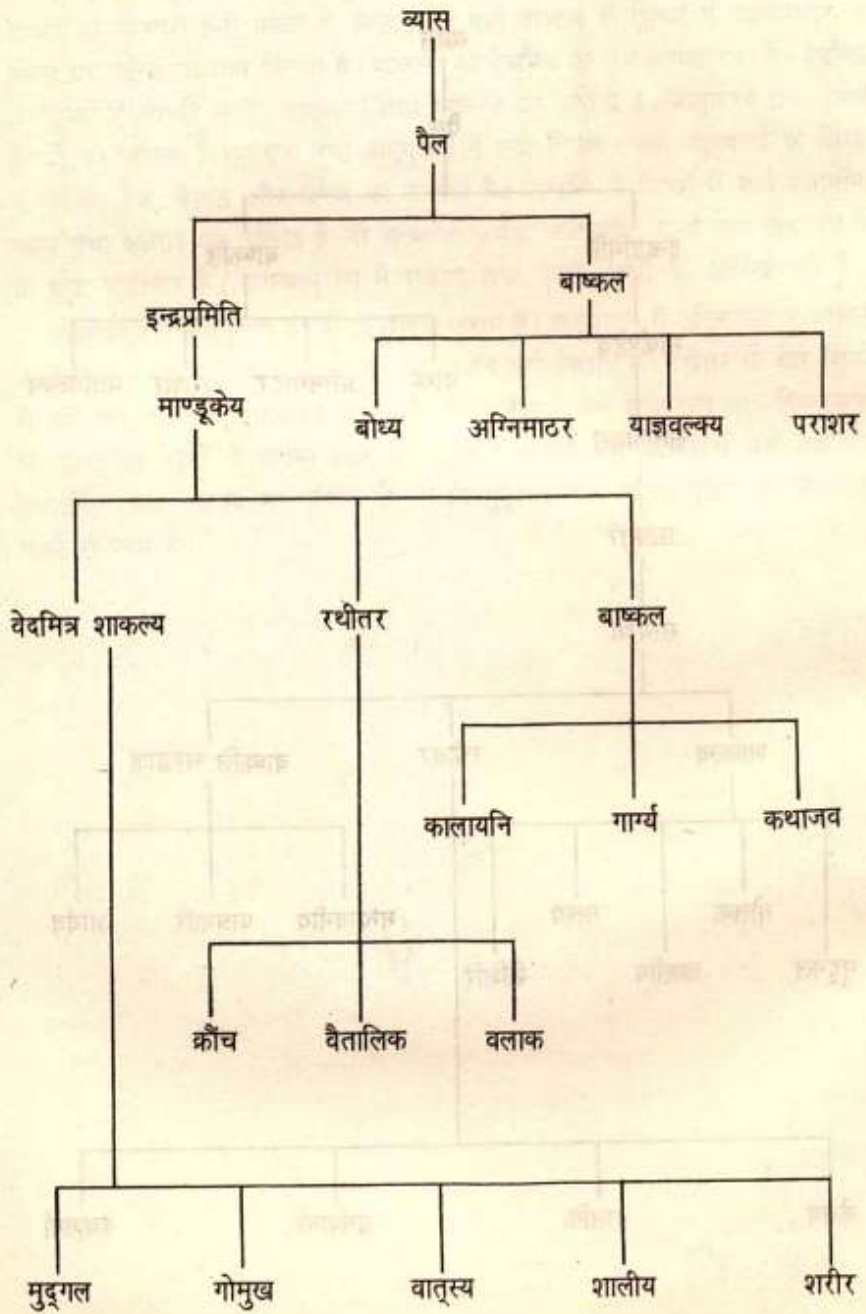 व्यास
पैल
इन्द्रप्रमिति बाष्कल
माण्डूकेय
बोध्य अग्निमाठर याज्ञवल्क्य पराशर
वेदमित्र शाकल्य रथीतर बाष्कल
कालायनि गार्ग्य कथाजव
क्रौंच वैतालिक वलाक
मुद्‌गल गोमुख वात्‌स्य शालीय शरीर